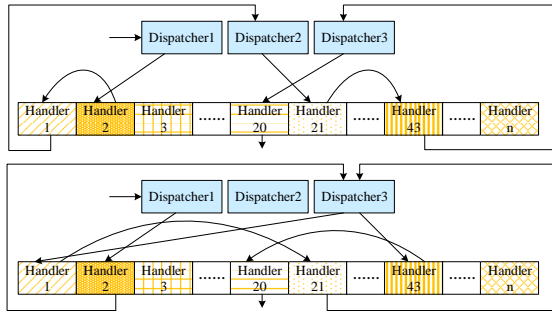 Dispatcher1 Dispatcher2 Dispatcher3
Handler Handler Handler Handler Handler Handler Handler
1 2 3 ...... 20 21 ...... 43 ...... n
Dispatcher1 Dispatcher2 Dispatcher3
Handler Handler Handler Handler Handler Handler Handler
1 2 3 ...... 20 21 ...... 43 ...... n